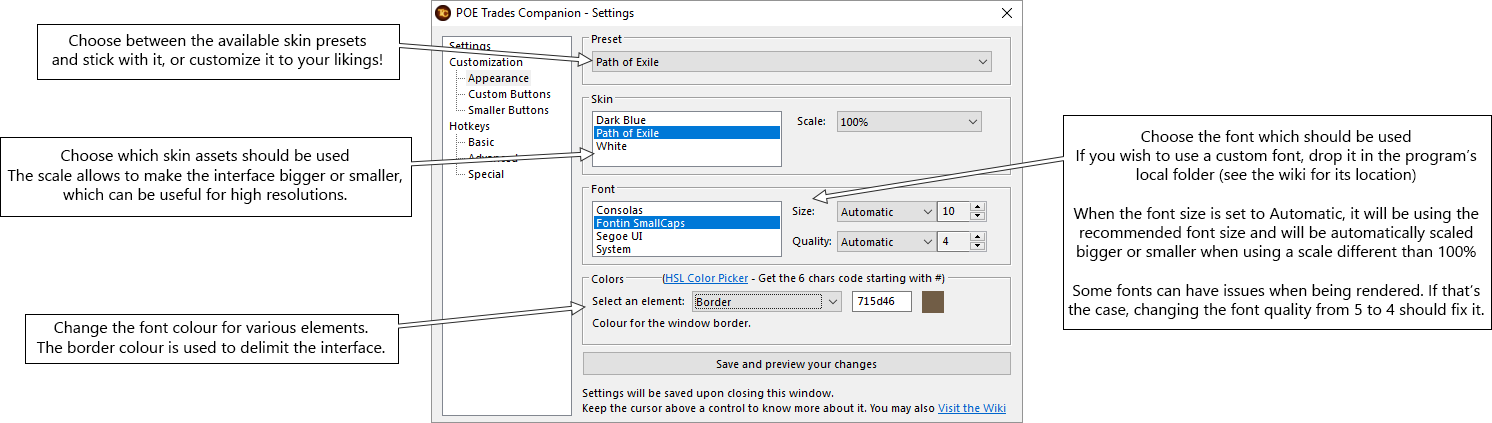 POE Trades Companion - Settings
Choose between the available skin presets
and stick with it, or customize it to your likings!
Choose which skin assets should be used
The scale allows to make the interface bigger or smaller,
which can be useful for high resolutions.
Change the font colour for various elements.
The border colour is used to delimit the interface.
Settings
Customization
Appearance
Custom Buttons
Smaller Buttons
Hotkeys
Basic
Advanced
Special
Preset
Path of Exile
Skin
Dark Blue
Path of Exile
White
Scale: 100%
Font
Consolas
Fontin SmallCaps
Segoe UI
System
Size: Automatic 10
Quality: Automatic 4
Colors (HSL Color Picker - Get the 6 chars code starting with #)
Select an element: Border 715d46
Colour for the window border.
Save and preview your changes
Settings will be saved upon closing this window.
Keep the cursor above a control to know more about it. You may also Visit the Wiki
Choose the font which should be used
If you wish to use a custom font, drop it in the program's
local folder (see the wiki for its location)
When the font size is set to Automatic, it will be using the
recommended font size and will be automatically scaled
bigger or smaller when using a scale different than 100%
Some fonts can have issues when being rendered. If that's
the case, changing the font quality from 5 to 4 should fix it.